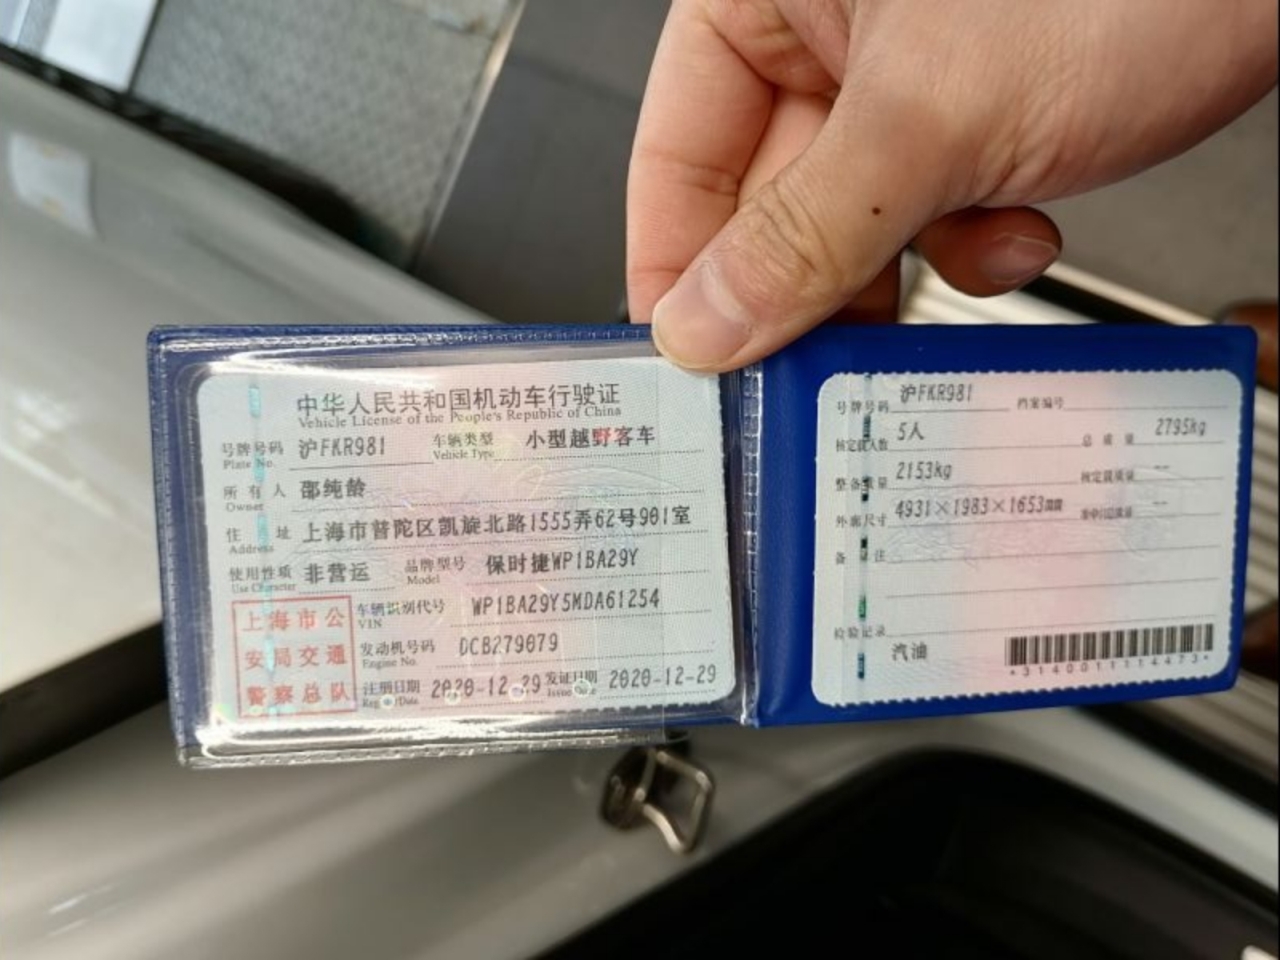 中华人民共和国机动车行驶证
Vehicle License of the People's Republic of China
号牌号码 沪FKR981 车辆类型 小型越野客车
Plate No. Vehicle Type
所有人 邵纯龄
Owner
住址 上海市普陀区凯旋北路1555弄62号901室
Address
使用性质 非营运 品牌型号 保时捷WP1BA29Y
Use Character Model
上海市公安局交通警察总队
车辆识别代号 WP1BA29Y5MDA61254
VIN
发动机号码 DCB279079
Engine No.
注册日期 2020-12-29 发证日期 2020-12-29
Register Date Issue Date
号牌号码 沪FKR981 档案编号
核定载人数 5人 总质量 2795kg
整备质量 2153kg 核定载质量 --
外廓尺寸 4931×1983×1653mm --
备注
检验记录
汽油
*3140011114473*